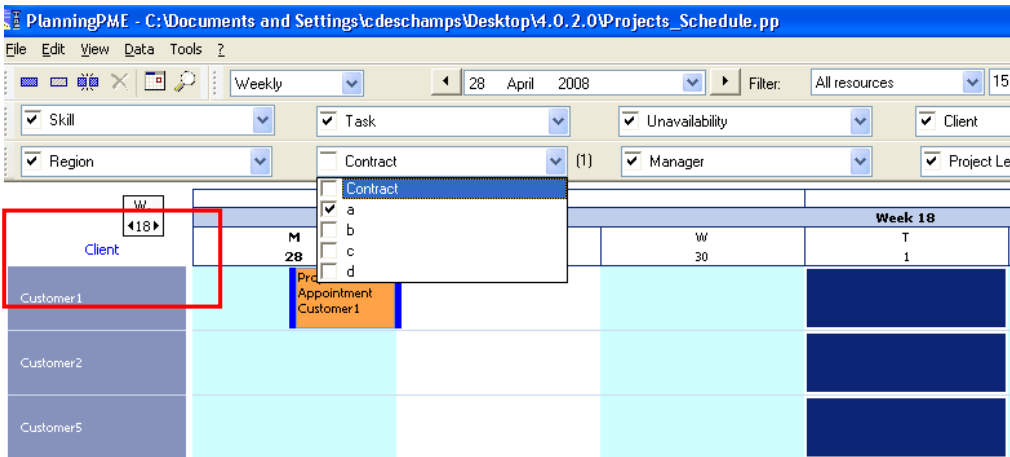 PlanningPME - C:\Documents and Settings\cdeschamps\Desktop\4.0.2.0\Projects_Schedule.pp
File Edit View Data Tools ?
Weekly 28 April 2008 Filter: All resources 15
Skill Task Unavailability Client
Region Contract (1) Manager Project Le
Contract
a
b
c
d
W.
18
Week 18
Client
M W T
28 30 1
Customer1
Appointment
Customer1
Customer2
Customer5